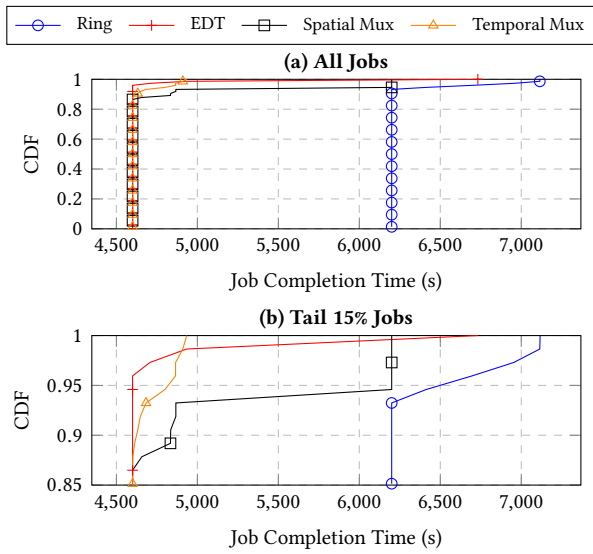 Ring EDT Spatial Mux Temporal Mux
(a) All Jobs
1
0.8
0.6
0.4
0.2
0
CDF
4,500 5,000 5,500 6,000 6,500 7,000
Job Completion Time (s)
(b) Tail 15% Jobs
1
0.95
0.9
0.85
CDF
4,500 5,000 5,500 6,000 6,500 7,000
Job Completion Time (s)